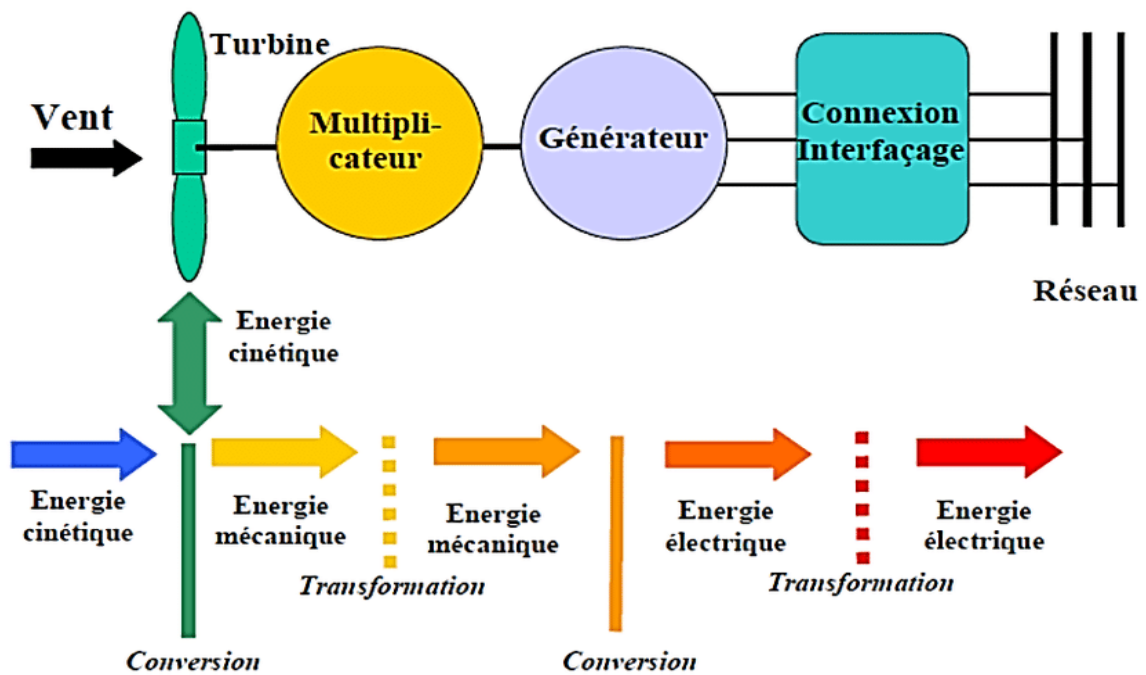 Turbine
Vent
Multipli-
cateur
Générateur
Connexion
Interfaçage
Réseau
Energie
cinétique
Energie
cinétique
Energie
mécanique
Transformation
Energie
mécanique
Energie
électrique
Transformation
Energie
électrique
Conversion
Conversion